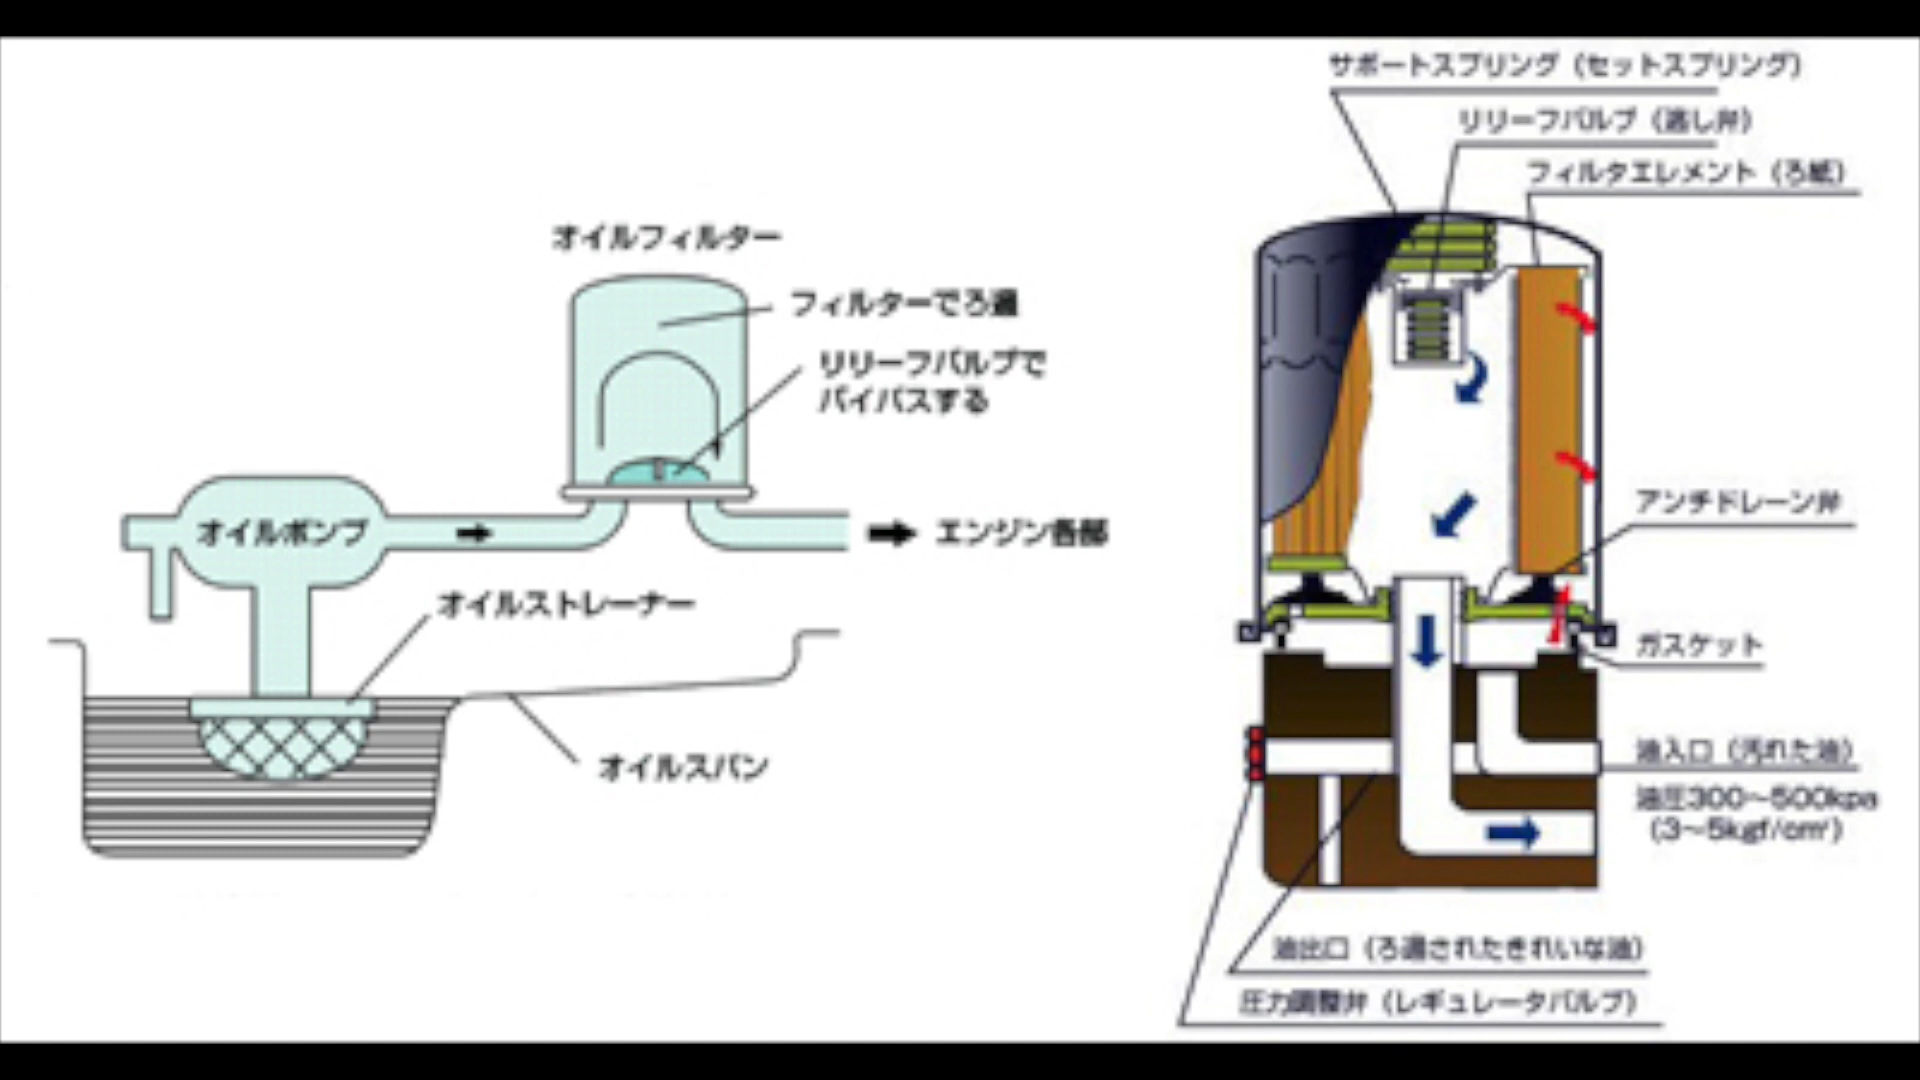 オイルフィルター
フィルターでろ過
リリーフバルブで
バイパスする
オイルポンプ
エンジン各部
オイルストレーナー
オイルスパン
サポートスプリング（セットスプリング）
リリーフバルブ（逃し弁）
フィルタエレメント（ろ紙）
アンチドレーン弁
ガスケット
油入口（汚れた油）
油圧300〜500kpa
（3〜5kgf/c㎡）
油出口（ろ過されたきれいな油）
圧力調整弁（レギュレータバルブ）